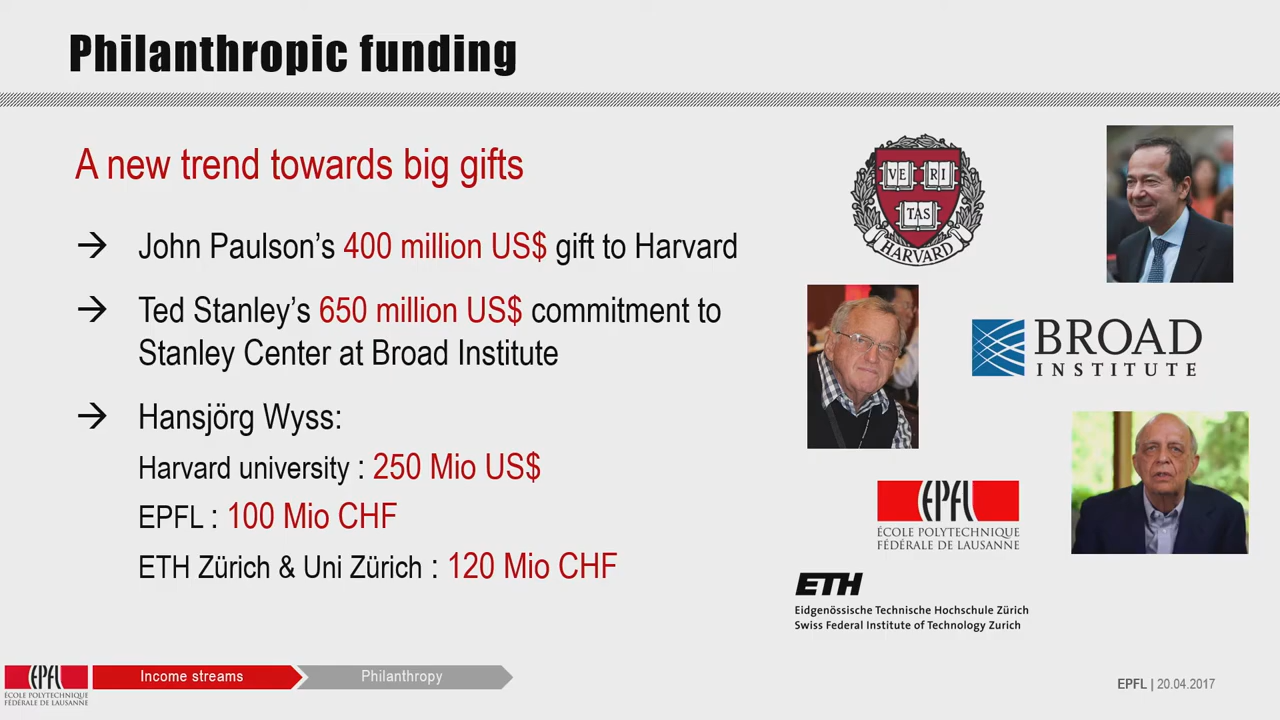 Philanthropic funding
A new trend towards big gifts
→ John Paulson’s 400 million US$ gift to Harvard
→ Ted Stanley’s 650 million US$ commitment to
Stanley Center at Broad Institute
→ Hansjörg Wyss:
Harvard university : 250 Mio US$
EPFL : 100 Mio CHF
ETH Zürich & Uni Zürich : 120 Mio CHF
VE RI
TAS
HARVARD
BROAD
INSTITUTE
EPFL
ÉCOLE POLYTECHNIQUE
FÉDÉRALE DE LAUSANNE
ETH
Eidgenössische Technische Hochschule Zürich
Swiss Federal Institute of Technology Zurich
EPFL
ÉCOLE POLYTECHNIQUE
FÉDÉRALE DE LAUSANNE
Income streams
Philanthropy
EPFL | 20.04.2017